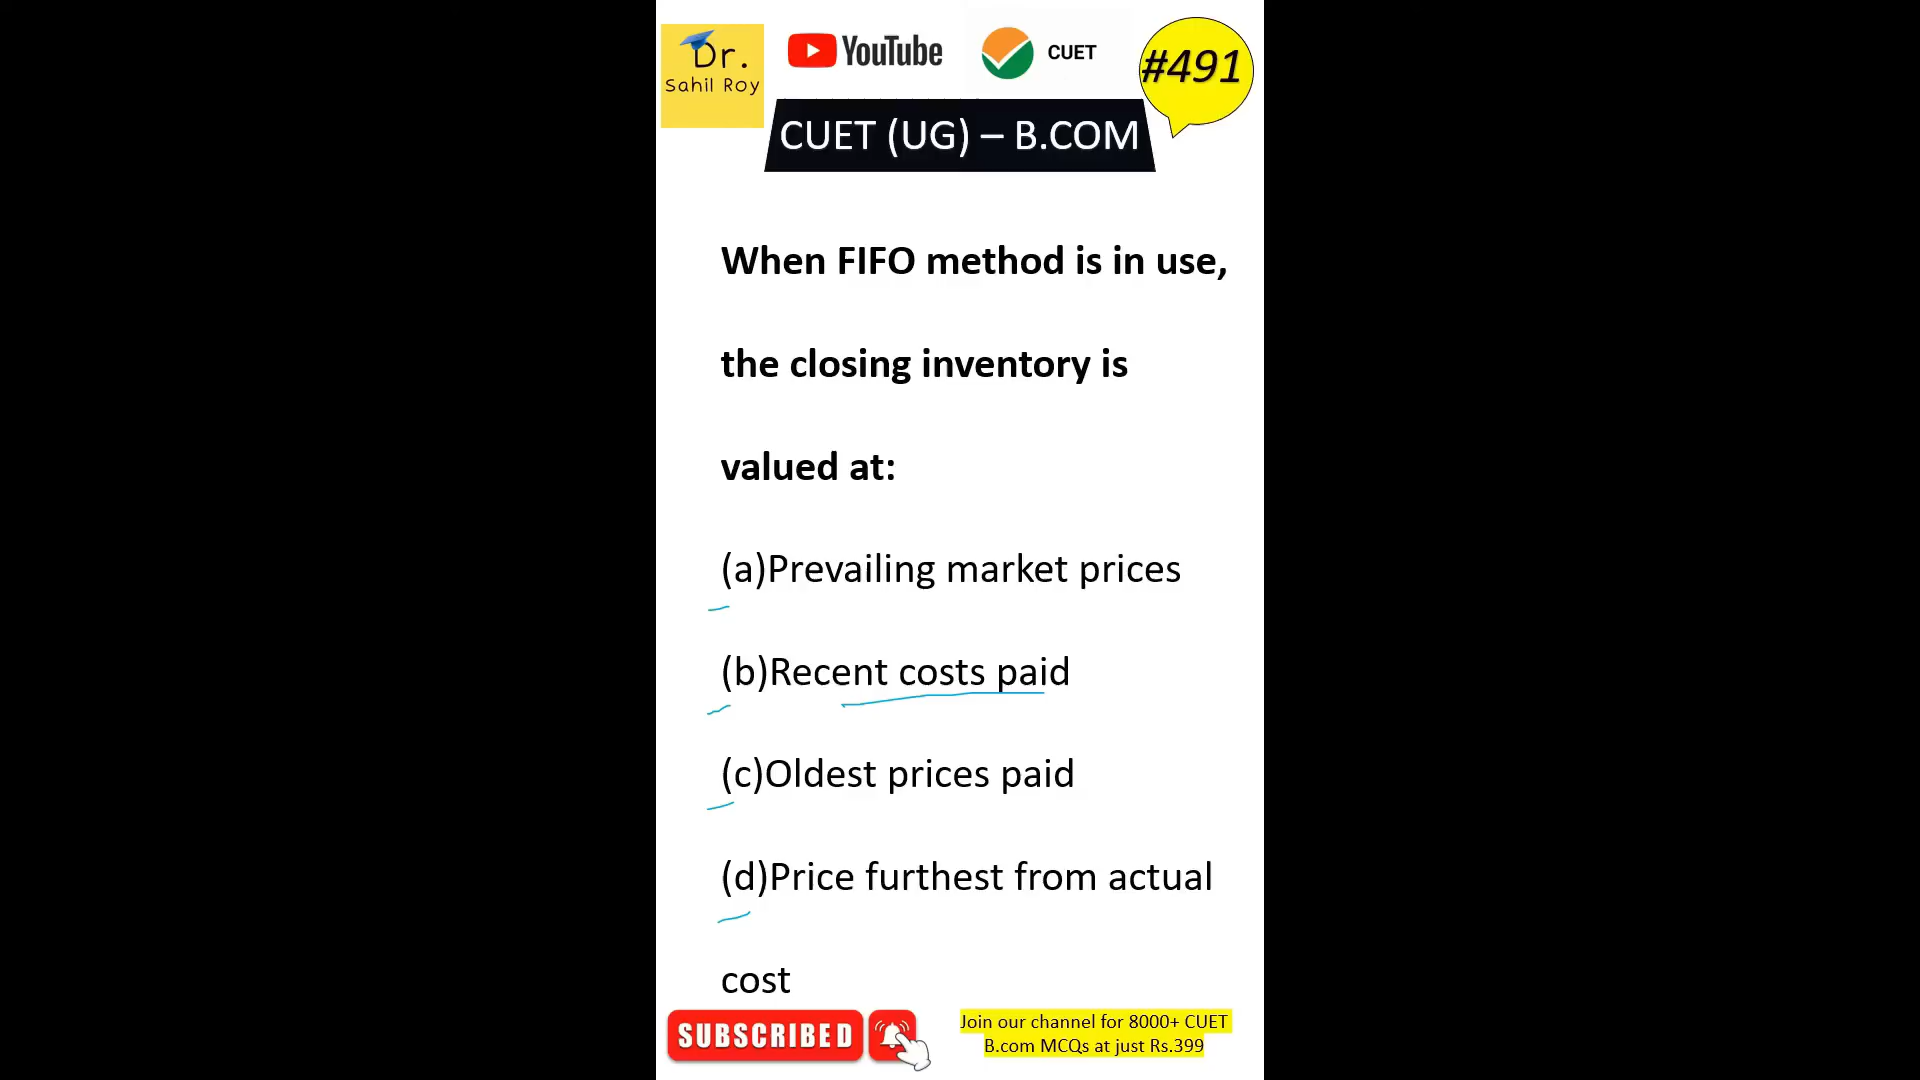 Dr.
Sahil Roy
YouTube
CUET
#491
CUET (UG) – B.COM
When FIFO method is in use,
the closing inventory is
valued at:
(a)Prevailing market prices
(b)Recent costs paid
(c)Oldest prices paid
(d)Price furthest from actual
cost
SUBSCRIBED
Join our channel for 8000+ CUET
B.com MCQs at just Rs.399